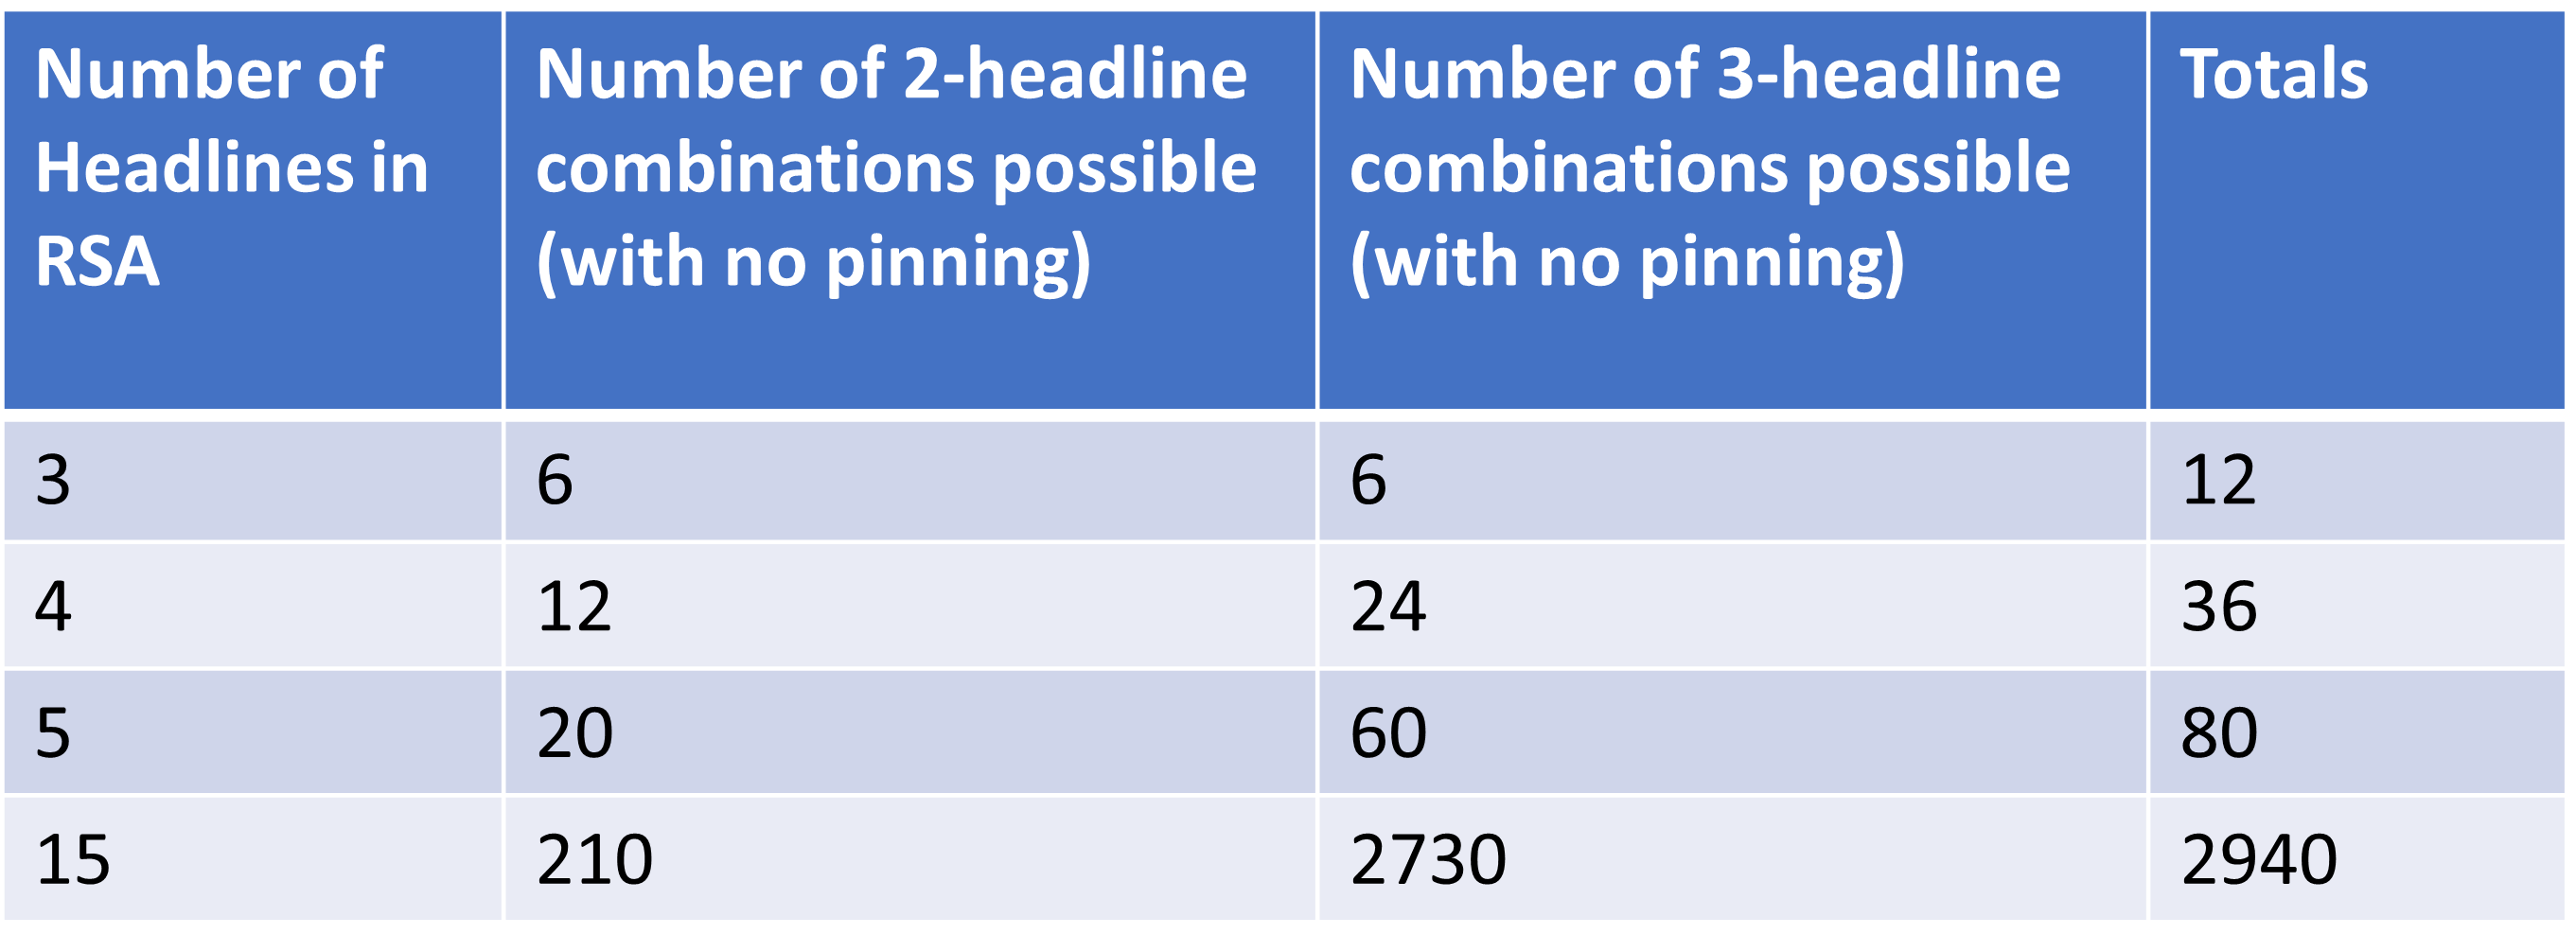 Number of
Headlines in
RSA
Number of 2-headline
combinations possible
(with no pinning)
Number of 3-headline
combinations possible
(with no pinning)
Totals
3 6 6 12
4 12 24 36
5 20 60 80
15 210 2730 2940